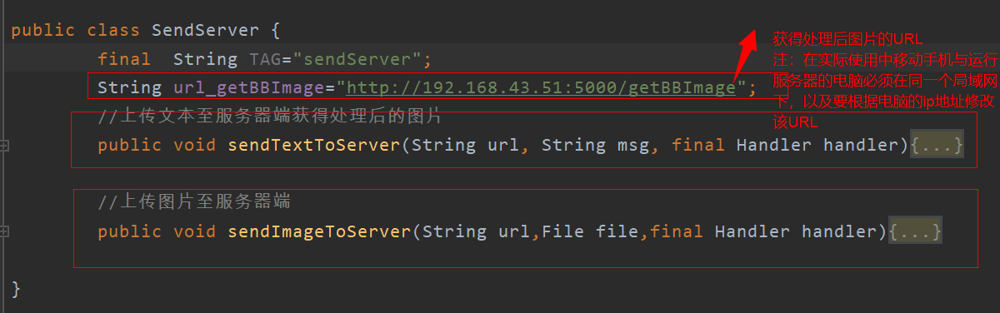 public class SendServer {
final String TAG="sendServer";
String url_getBBImage="http://192.168.43.51:5000/getBBImage";
获得处理后图片的URL
注：在实际使用中移动手机与运行
服务器的电脑必须在同一个局域网
下，以及要根据电脑的ip地址修改
该URL
//上传文本至服务器端获得处理后的图片
public void sendTextToServer(String url, String msg, final Handler handler){...}
//上传图片至服务器端
public void sendImageToServer(String url,File file,final Handler handler){...}
}